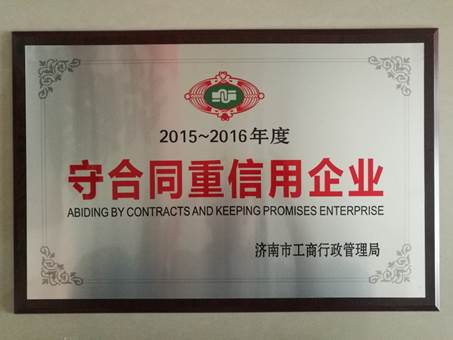 2015~2016年度
守合同重信用企业
ABIDING BY CONTRACTS AND KEEPING PROMISES ENTERPRISE
济南市工商行政管理局